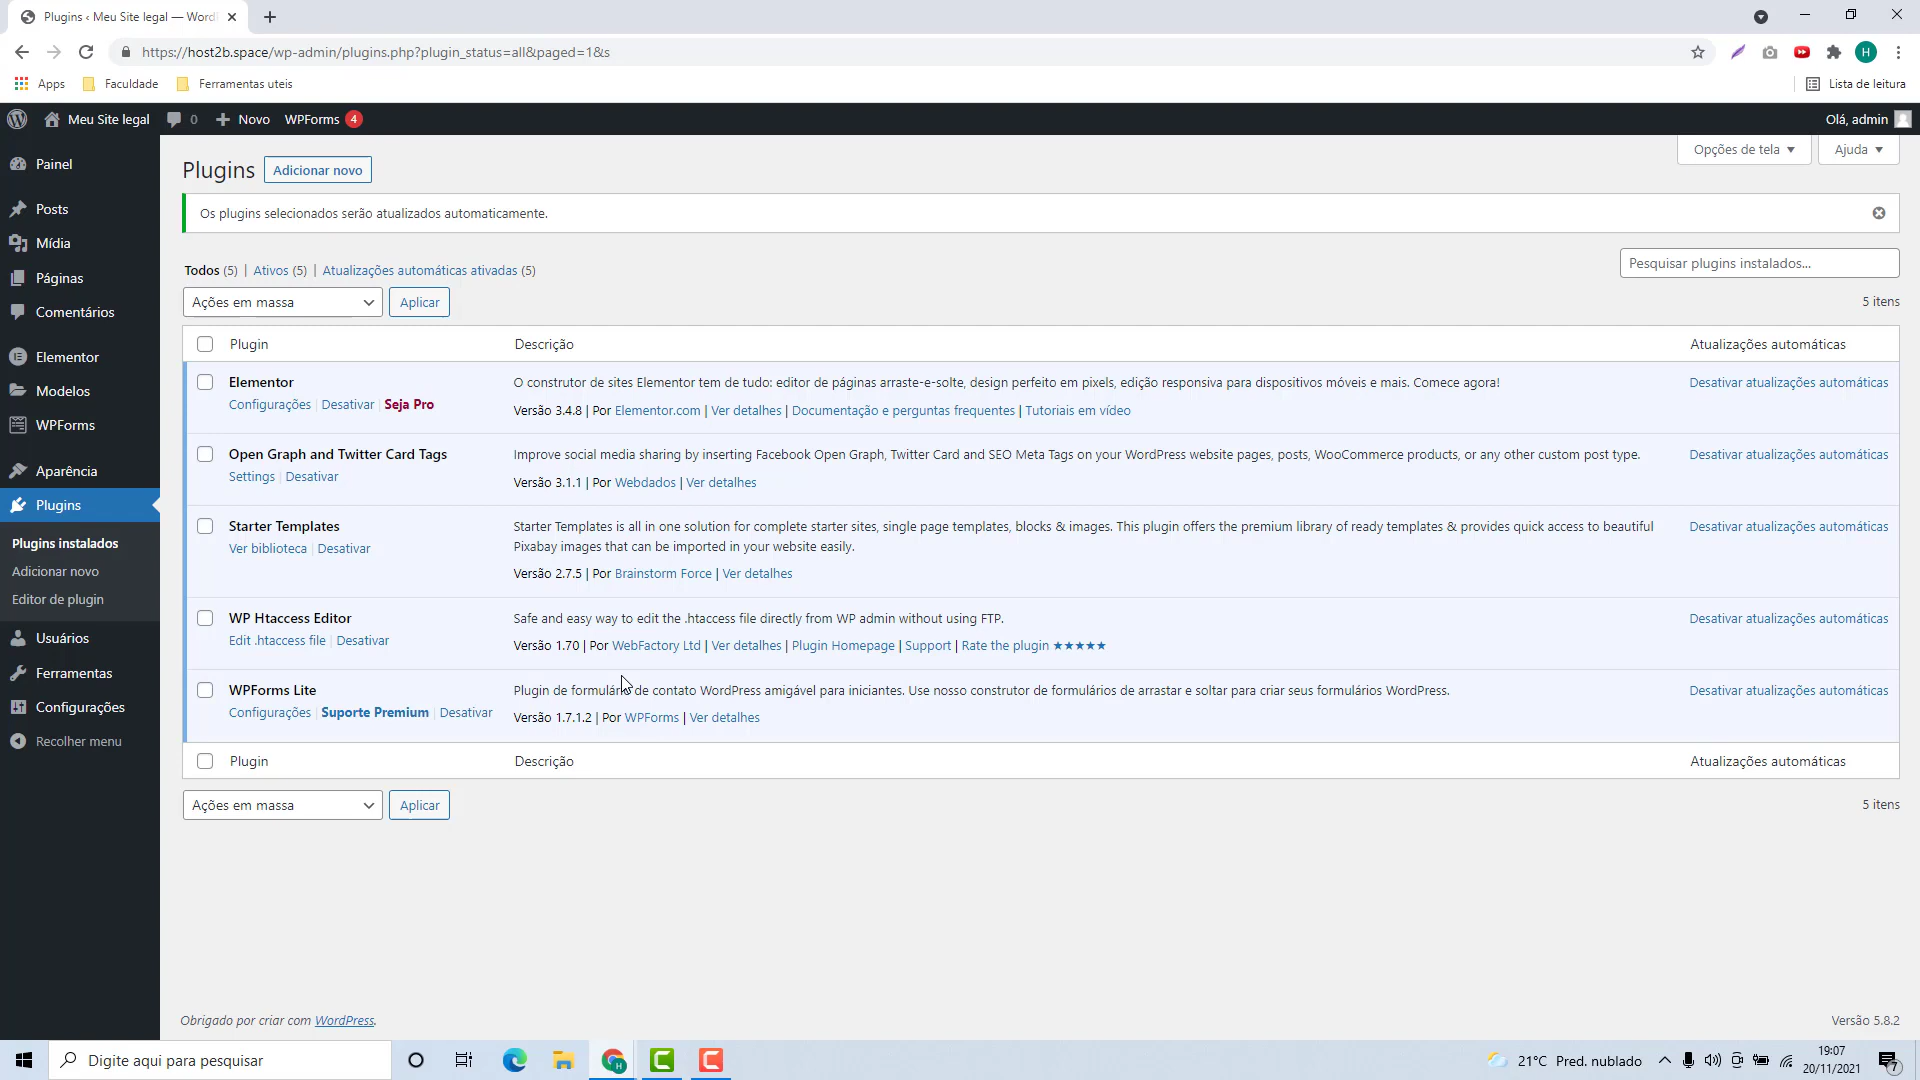 Plugins ‹ Meu Site legal — Word
https://host2b.space/wp-admin/plugins.php?plugin_status=all&paged=1&s
H
Apps Faculdade Ferramentas uteis Lista de leitura
Meu Site legal 0 Novo WPForms 4 Olá, admin
Opções de tela Ajuda
Painel
Posts
Mídia
Páginas
Comentários
Elementor
Modelos
WPForms
Aparência
Plugins
Plugins instalados
Adicionar novo
Editor de plugin
Usuários
Ferramentas
Configurações
Recolher menu
Plugins Adicionar novo
Os plugins selecionados serão atualizados automaticamente.
Todos (5) | Ativos (5) | Atualizações automáticas ativadas (5)
Pesquisar plugins instalados...
Ações em massa Aplicar 5 itens
Plugin Descrição Atualizações automáticas
Elementor
Configurações | Desativar | Seja Pro
O construtor de sites Elementor tem de tudo: editor de páginas arraste-e-solte, design perfeito em pixels, edição responsiva para dispositivos móveis e mais. Comece agora!
Versão 3.4.8 | Por Elementor.com | Ver detalhes | Documentação e perguntas frequentes | Tutoriais em vídeo
Desativar atualizações automáticas
Open Graph and Twitter Card Tags
Settings | Desativar
Improve social media sharing by inserting Facebook Open Graph, Twitter Card and SEO Meta Tags on your WordPress website pages, posts, WooCommerce products, or any other custom post type.
Versão 3.1.1 | Por Webdados | Ver detalhes
Desativar atualizações automáticas
Starter Templates
Ver biblioteca | Desativar
Starter Templates is all in one solution for complete starter sites, single page templates, blocks & images. This plugin offers the premium library of ready templates & provides quick access to beautiful
Pixabay images that can be imported in your website easily.
Versão 2.7.5 | Por Brainstorm Force | Ver detalhes
Desativar atualizações automáticas
WP Htaccess Editor
Edit .htaccess file | Desativar
Safe and easy way to edit the .htaccess file directly from WP admin without using FTP.
Versão 1.70 | Por WebFactory Ltd | Ver detalhes | Plugin Homepage | Support | Rate the plugin ★★★★★
Desativar atualizações automáticas
WPForms Lite
Configurações | Suporte Premium | Desativar
Plugin de formulário de contato WordPress amigável para iniciantes. Use nosso construtor de formulários de arrastar e soltar para criar seus formulários WordPress.
Versão 1.7.1.2 | Por WPForms | Ver detalhes
Desativar atualizações automáticas
Plugin Descrição Atualizações automáticas
Ações em massa Aplicar 5 itens
Obrigado por criar com WordPress. Versão 5.8.2
Digite aqui para pesquisar
21°C Pred. nublado
19:07
20/11/2021
7